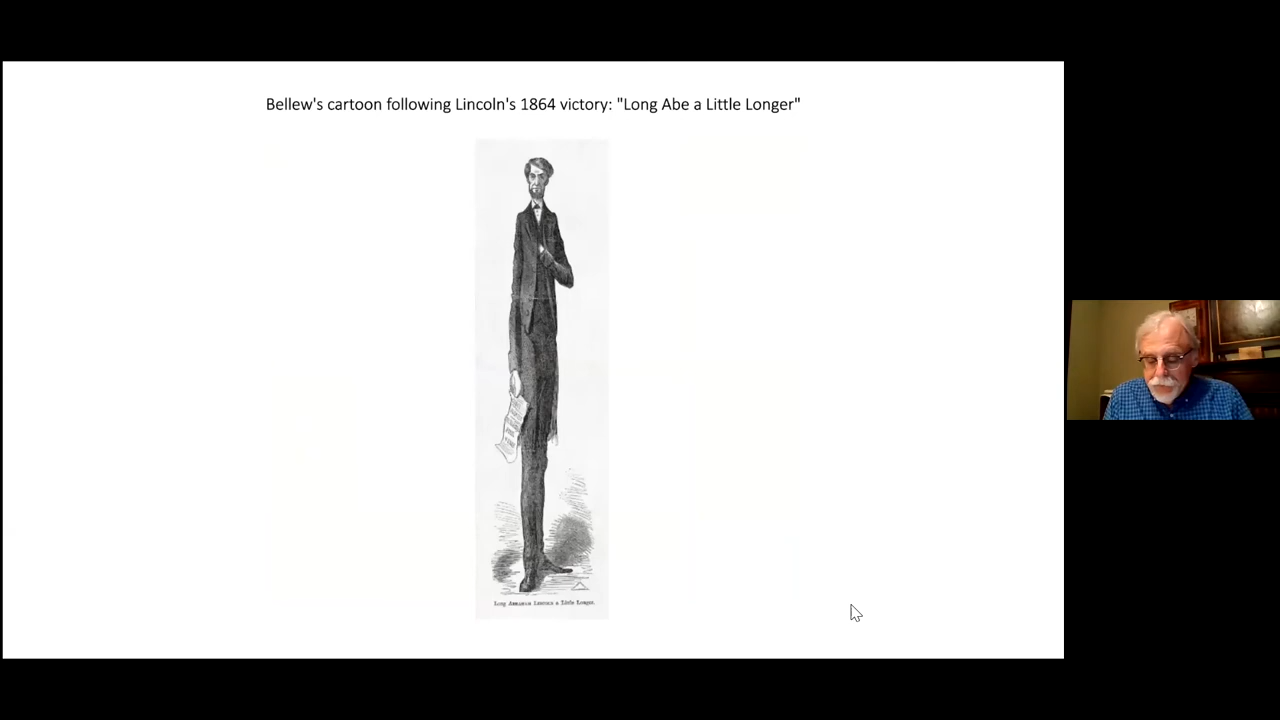 Bellew's cartoon following Lincoln's 1864 victory: "Long Abe a Little Longer"
Long Abraham Lincoln a Little Longer.